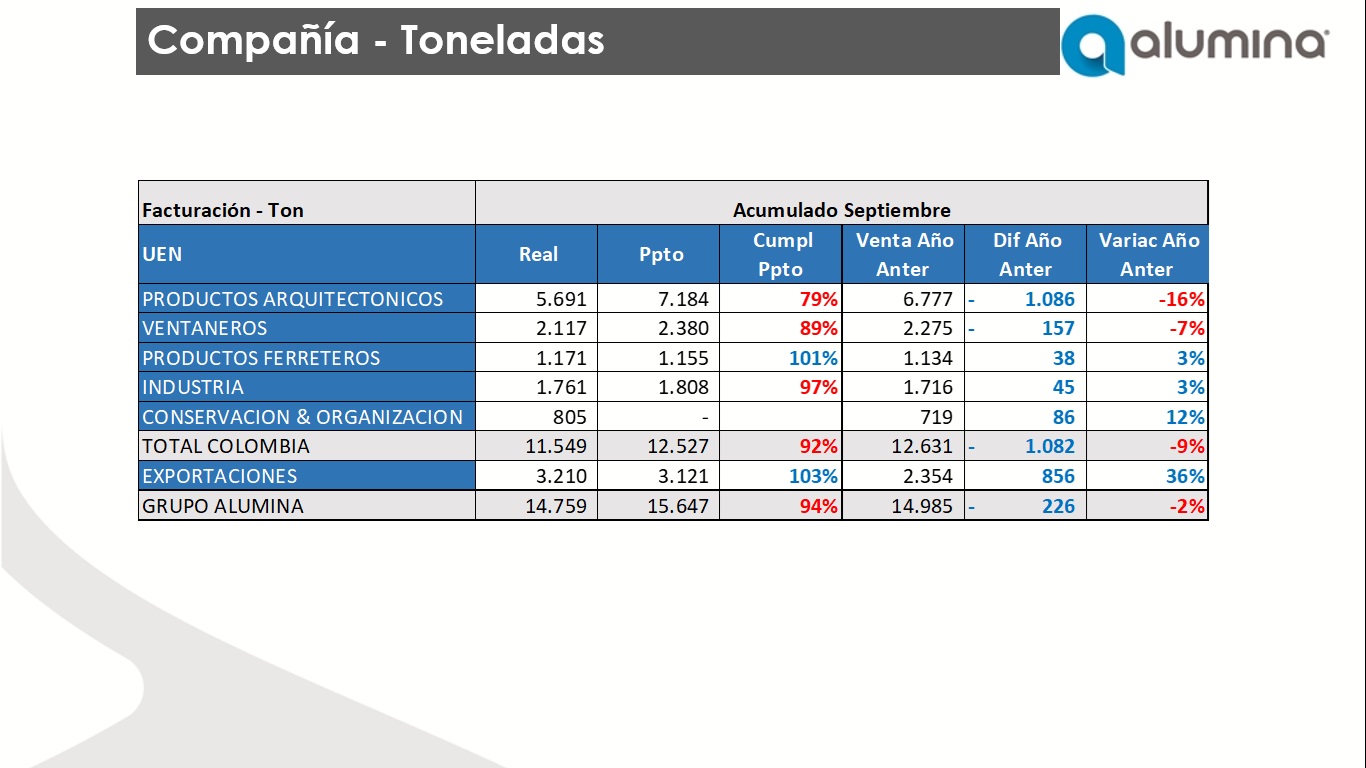 Compañía - Toneladas
alumina®
Facturación - Ton Acumulado Septiembre
UEN Real Ppto Cumpl Ppto Venta Año Anter Dif Año Anter Variac Año Anter
PRODUCTOS ARQUITECTONICOS 5.691 7.184 79% 6.777 - 1.086 -16%
VENTANEROS 2.117 2.380 89% 2.275 - 157 -7%
PRODUCTOS FERRETEROS 1.171 1.155 101% 1.134 38 3%
INDUSTRIA 1.761 1.808 97% 1.716 45 3%
CONSERVACION & ORGANIZACION 805 - 719 86 12%
TOTAL COLOMBIA 11.549 12.527 92% 12.631 - 1.082 -9%
EXPORTACIONES 3.210 3.121 103% 2.354 856 36%
GRUPO ALUMINA 14.759 15.647 94% 14.985 - 226 -2%